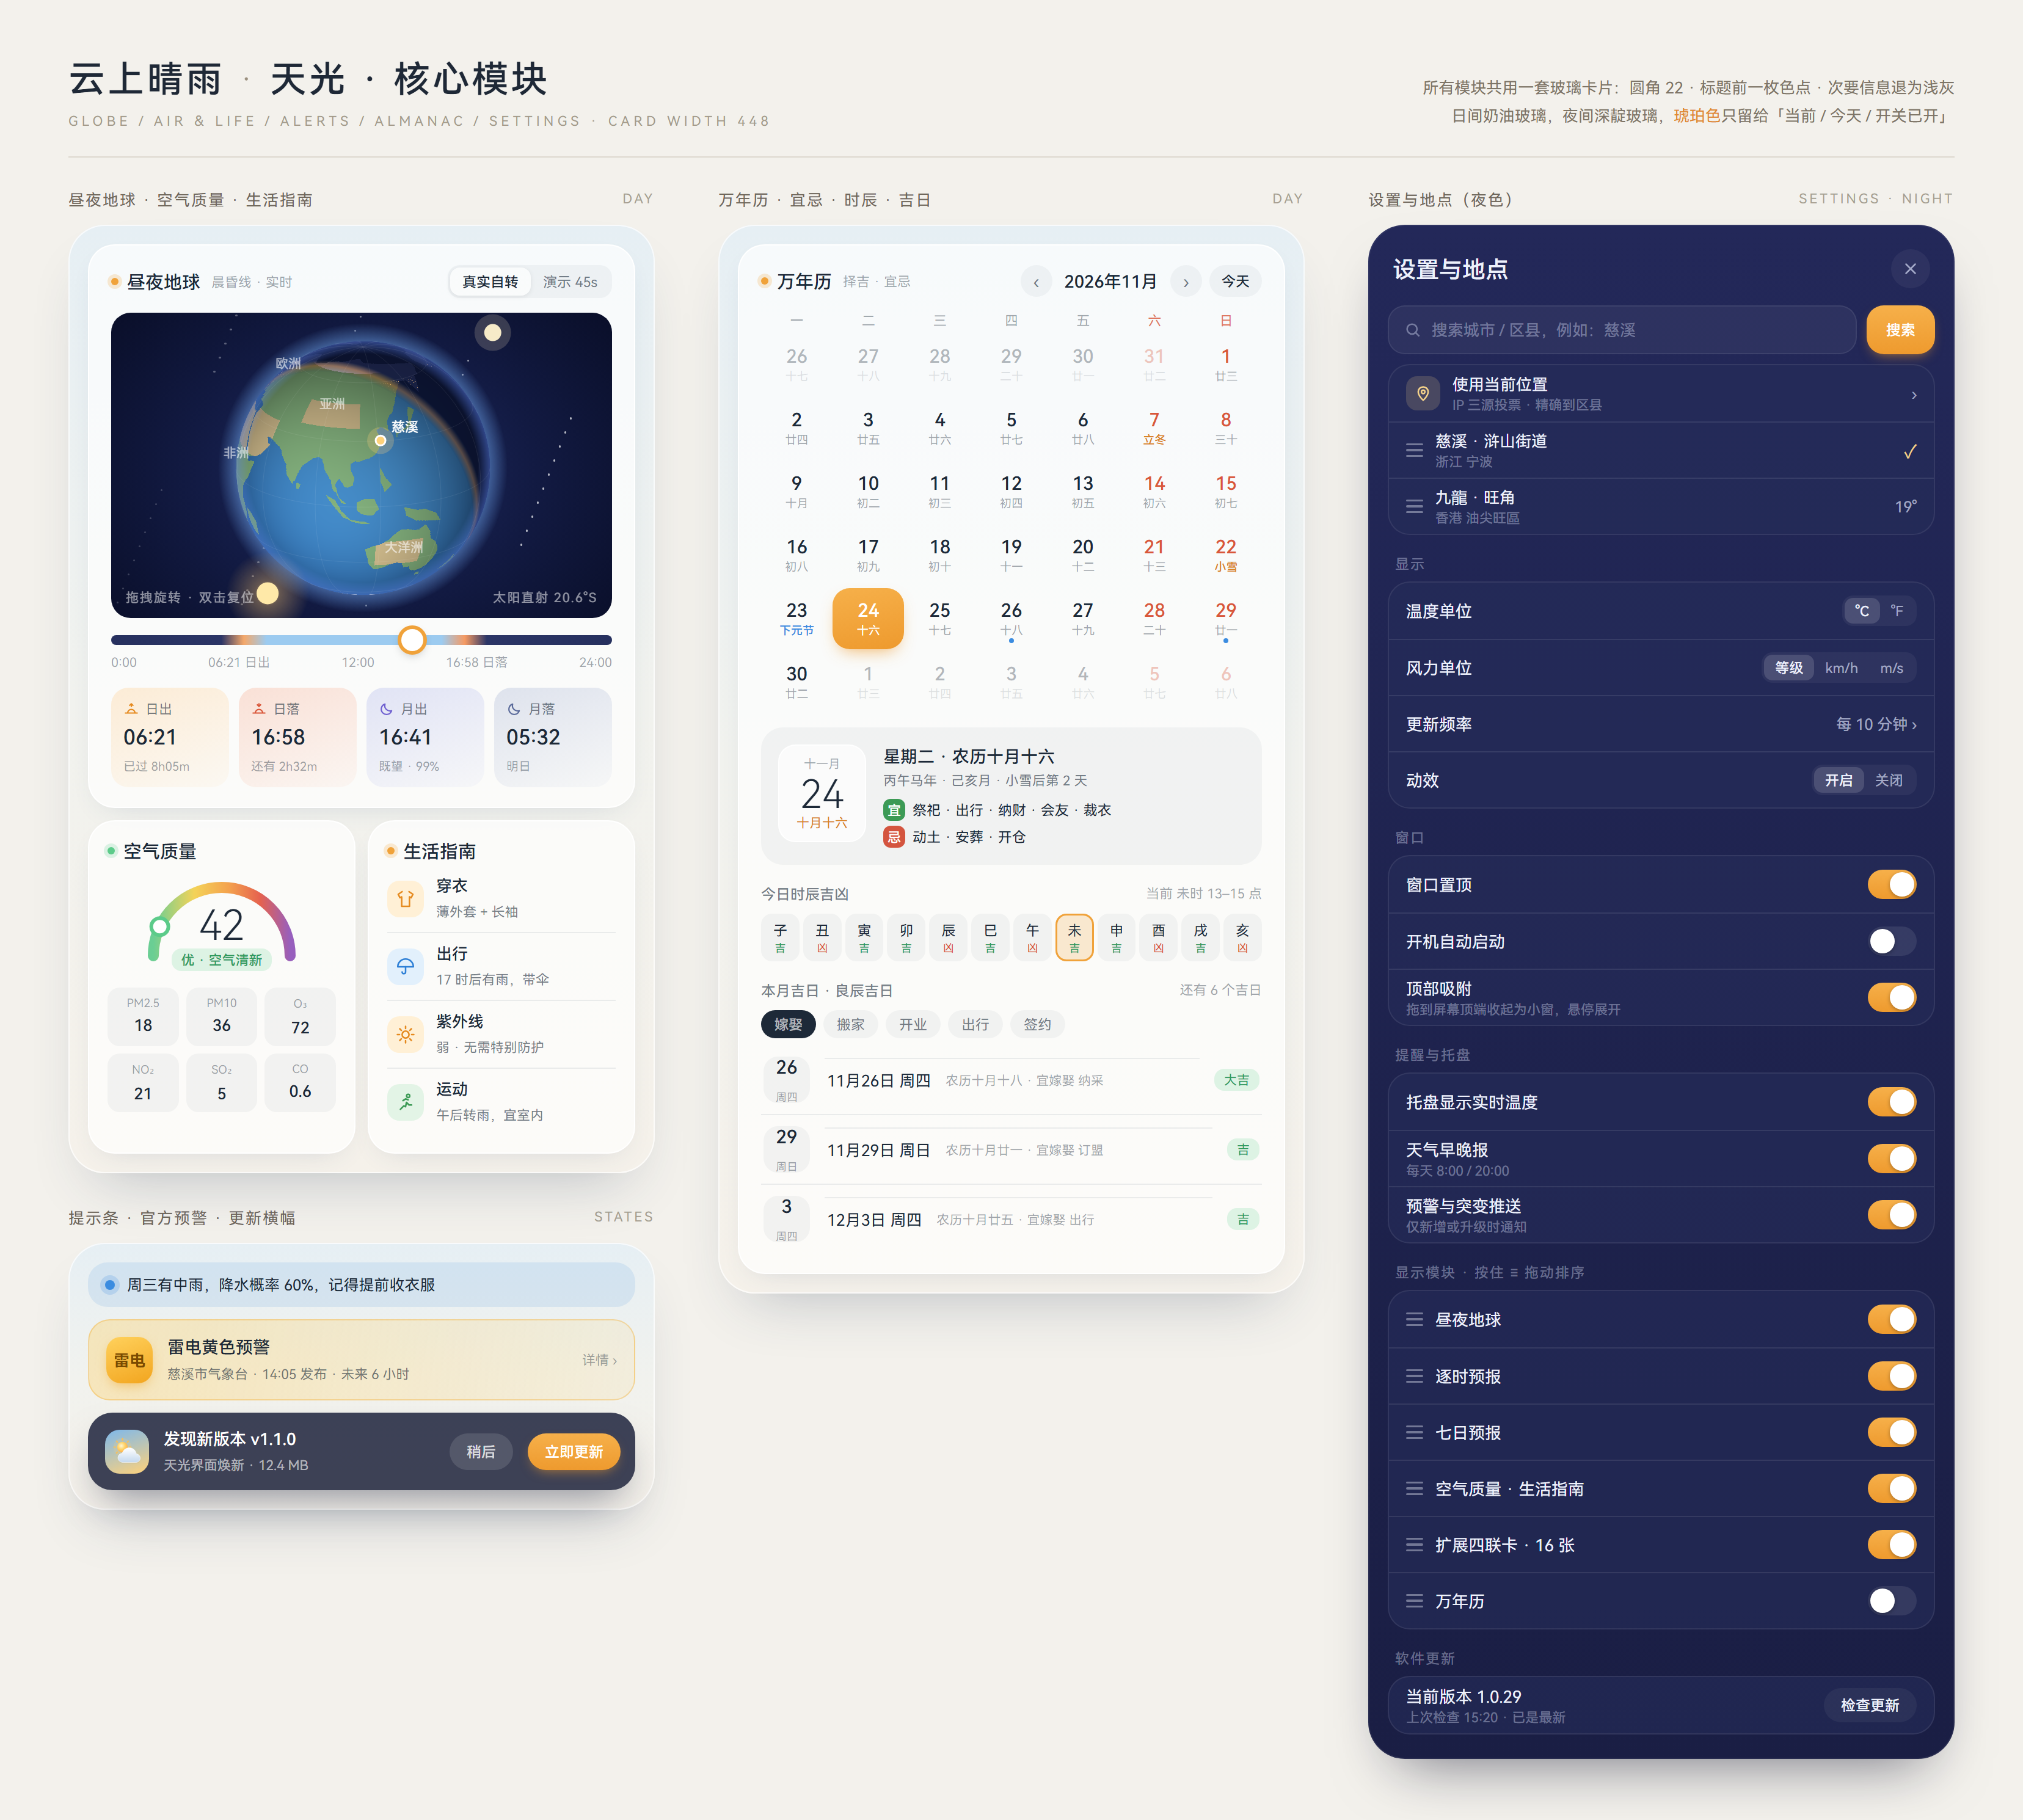 云上晴雨 · 天光 · 核心模块
GLOBE / AIR & LIFE / ALERTS / ALMANAC / SETTINGS · CARD WIDTH 448
所有模块共用一套玻璃卡片：圆角 22 · 标题前一枚色点 · 次要信息退为浅灰
日间奶油玻璃，夜间深靛玻璃，琥珀色只留给「当前 / 今天 / 开关已开」
昼夜地球 · 空气质量 · 生活指南
DAY
昼夜地球 晨昏线 · 实时
真实自转 演示 45s
欧洲
亚洲
慈溪
非洲
大洋洲
拖拽旋转 · 双击复位
太阳直射 20.6°S
0:00 06:21 日出 12:00 16:58 日落 24:00
日出 日落 月出 月落
06:21 16:58 16:41 05:32
已过 8h05m 还有 2h32m 既望 · 99% 明日
空气质量
42
优 · 空气清新
PM2.5 PM10 O₃
18 36 72
NO₂ SO₂ CO
21 5 0.6
生活指南
穿衣
薄外套 + 长袖
出行
17 时后有雨，带伞
紫外线
弱 · 无需特别防护
运动
午后转雨，宜室内
提示条 · 官方预警 · 更新横幅
STATES
周三有中雨，降水概率 60%，记得提前收衣服
雷电
雷电黄色预警
慈溪市气象台 · 14:05 发布 · 未来 6 小时
详情 ›
发现新版本 v1.1.0
天光界面焕新 · 12.4 MB
稍后
立即更新
万年历 · 宜忌 · 时辰 · 吉日
DAY
万年历 择吉 · 宜忌
‹ 2026年11月 › 今天
一 二 三 四 五 六 日
26 27 28 29 30 31 1
十七 十八 十九 二十 廿一 廿二 廿三
2 3 4 5 6 7 8
廿四 廿五 廿六 廿七 廿八 立冬 三十
9 10 11 12 13 14 15
十月 初二 初三 初四 初五 初六 初七
16 17 18 19 20 21 22
初八 初九 初十 十一 十二 十三 小雪
23 24 25 26 27 28 29
下元节 十六 十七 十八 十九 二十 廿一
30 1 2 3 4 5 6
廿二 廿三 廿四 廿五 廿六 廿七 廿八
十一月
24
十月十六
星期二 · 农历十月十六
丙午马年 · 己亥月 · 小雪后第 2 天
宜 祭祀 · 出行 · 纳财 · 会友 · 裁衣
忌 动土 · 安葬 · 开仓
今日时辰吉凶
当前 未时 13–15 点
子 丑 寅 卯 辰 巳 午 未 申 酉 戌 亥
吉 凶 吉 吉 凶 吉 凶 吉 吉 凶 吉 凶
本月吉日 · 良辰吉日
还有 6 个吉日
嫁娶 搬家 开业 出行 签约
26
周四
11月26日 周四 农历十月十八 · 宜嫁娶 纳采
大吉
29
周日
11月29日 周日 农历十月廿一 · 宜嫁娶 订盟
吉
3
周四
12月3日 周四 农历十月廿五 · 宜嫁娶 出行
吉
设置与地点（夜色）
SETTINGS · NIGHT
设置与地点
搜索城市 / 区县，例如：慈溪
搜索
使用当前位置
IP 三源投票 · 精确到区县
›
慈溪 · 浒山街道
浙江 宁波
九龍 · 旺角
香港 油尖旺區
19°
显示
温度单位
°C °F
风力单位
等级 km/h m/s
更新频率
每 10 分钟 ›
动效
开启 关闭
窗口
窗口置顶
开机自动启动
顶部吸附
拖到屏幕顶端收起为小窗，悬停展开
提醒与托盘
托盘显示实时温度
天气早晚报
每天 8:00 / 20:00
预警与突变推送
仅新增或升级时通知
显示模块 · 按住 ≡ 拖动排序
昼夜地球
逐时预报
七日预报
空气质量 · 生活指南
扩展四联卡 · 16 张
万年历
软件更新
当前版本 1.0.29
上次检查 15:20 · 已是最新
检查更新